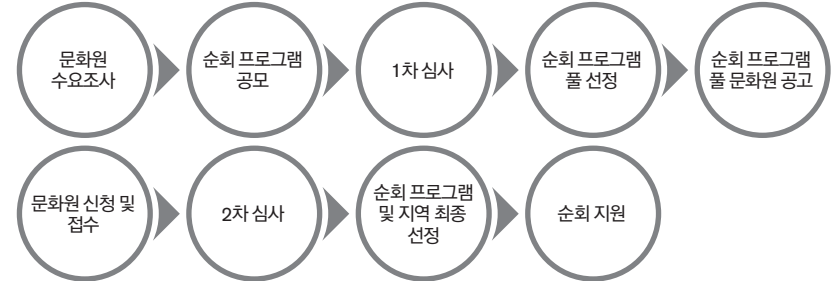 문화원
수요조사
순회 프로그램
공모
1차 심사
순회 프로그램
풀 선정
순회 프로그램
풀 문화원 공고
문화원 신청 및
접수
2차 심사
순회 프로그램
및 지역 최종
선정
순회 지원